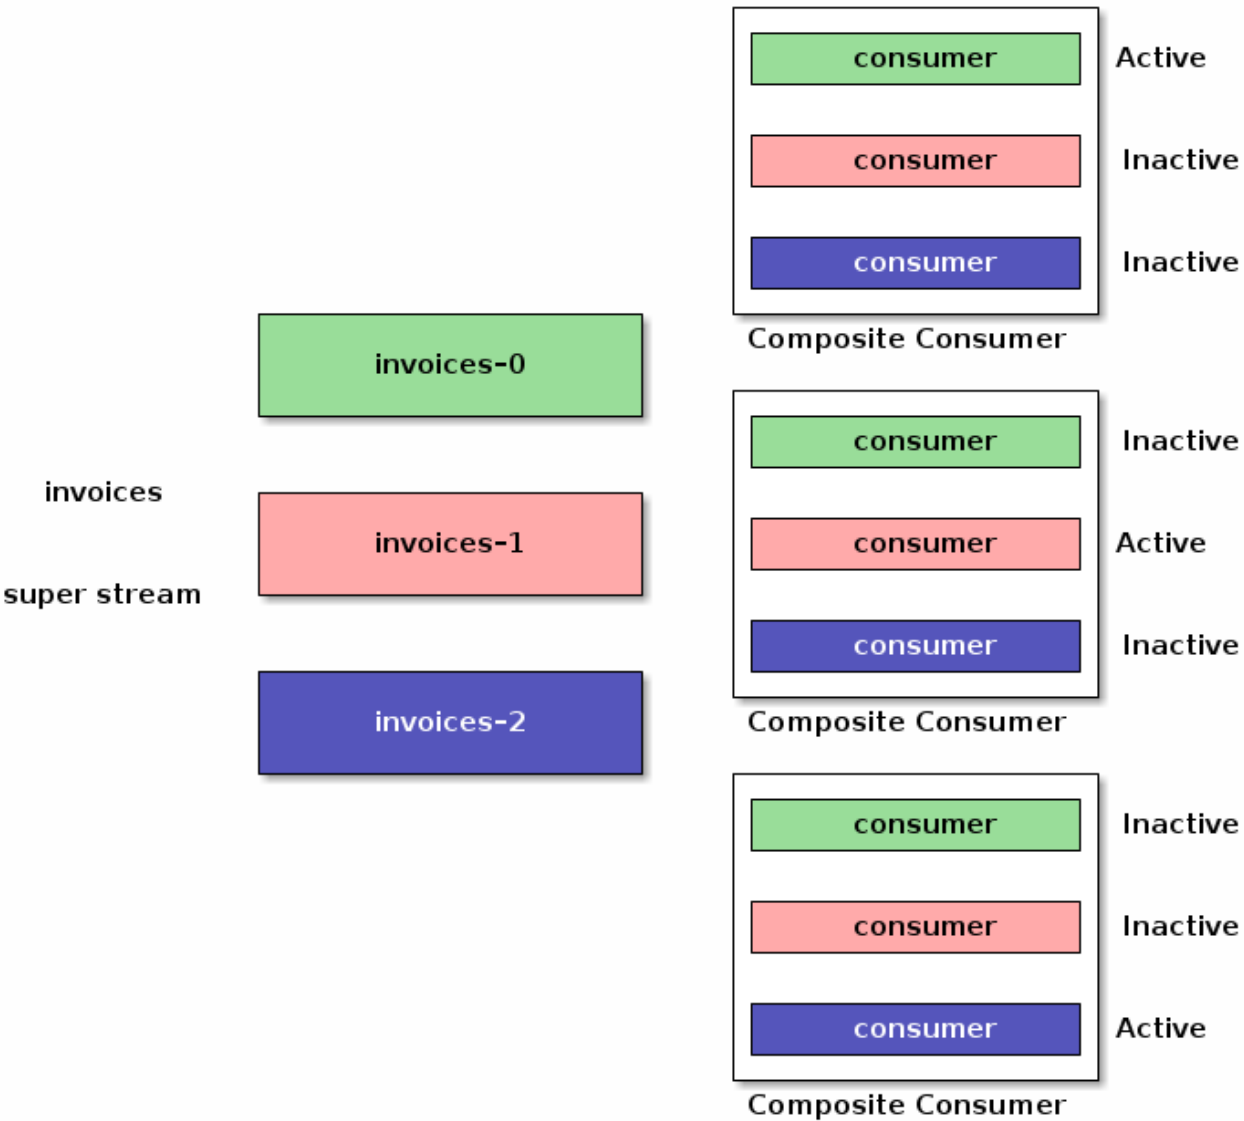 invoices
super stream
invoices-0
invoices-1
invoices-2
consumer Active
consumer Inactive
consumer Inactive
Composite Consumer
consumer Inactive
consumer Active
consumer Inactive
Composite Consumer
consumer Inactive
consumer Inactive
consumer Active
Composite Consumer